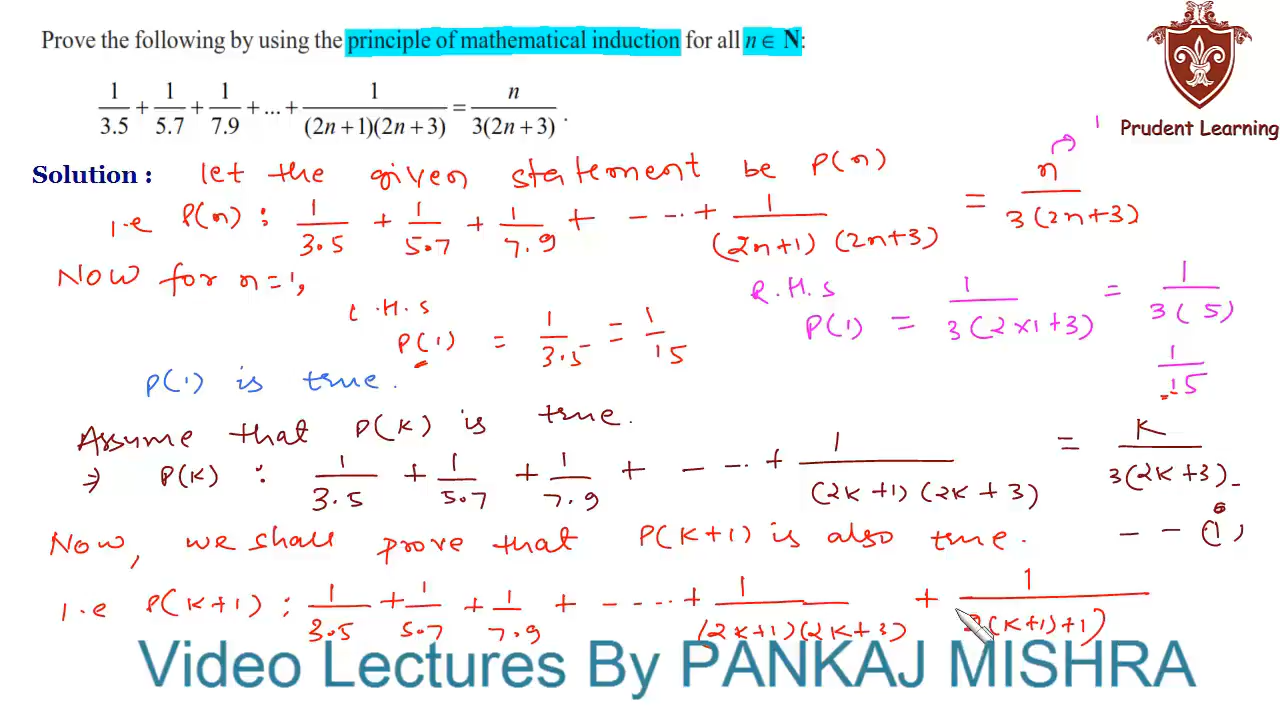 Prove the following by using the principle of mathematical induction for all n ∈ N:
1/3.5 + 1/5.7 + 1/7.9 + ... + 1/(2n+1)(2n+3) = n/3(2n+3) .
Prudent Learning
Solution : let the given statement be P(n)
i.e P(n) : 1/3.5 + 1/5.7 + 1/7.9 + - -.. + 1/(2n+1) (2n+3) = n/3(2n+3)
1
Now for n=1,
L.H.S
P(1) = 1/3.5 = 1/15
R.H.S
P(1) = 1/3(2×1+3) = 1/3(5)
1/15
P(1) is true.
Assume that P(K) is true.
⇒ P(K) : 1/3.5 + 1/5.7 + 1/7.9 + - -.. + 1/(2K+1) (2K+3) = K/3(2K+3)
Now, we shall prove that P(K+1) is also true. - - (1)
i.e P(K+1) : 1/3.5 + 1/5.7 + 1/7.9 + - -... + 1/(2K+1)(2K+3) + 1/2(K+1)+1)
Video Lectures By PANKAJ MISHRA